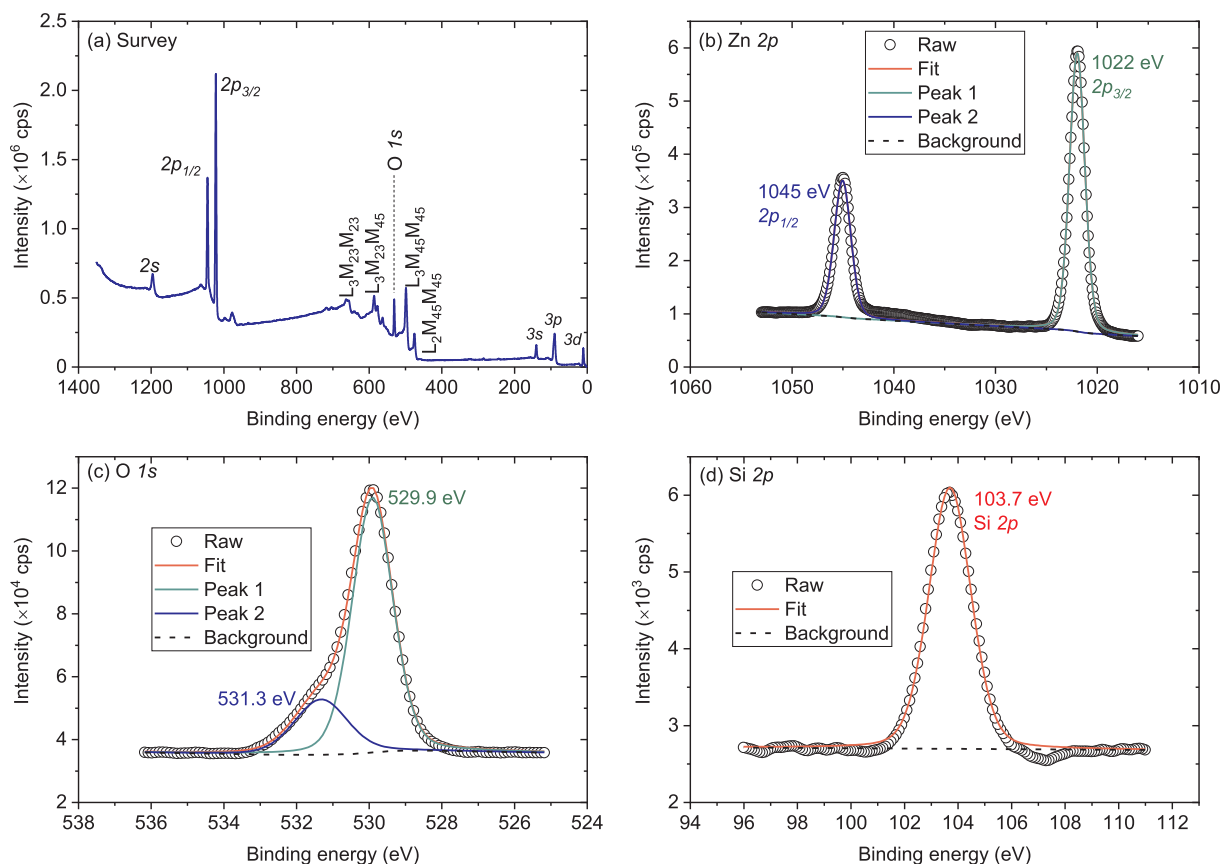 (a) Survey
2.5
2.0
1.5
1.0
0.5
0
Intensity (×10⁶ cps)
2s
2p₁/₂
2p₃/₂
L₃M₂₃M₂₃
L₃M₂₃M₄₅
O 1s
L₃M₄₅M₄₅
L₂M₄₅M₄₅
3s
3p
3d
1400 1200 1000 800 600 400 200 0
Binding energy (eV)
(b) Zn 2p
6
5
4
3
2
1
0
Intensity (×10⁵ cps)
Raw
Fit
Peak 1
Peak 2
Background
1022 eV
2p₃/₂
1045 eV
2p₁/₂
1060 1050 1040 1030 1020 1010
Binding energy (eV)
(c) O 1s
12
10
8
6
4
2
Intensity (×10⁴ cps)
529.9 eV
Raw
Fit
Peak 1
Peak 2
Background
531.3 eV
538 536 534 532 530 528 526 524
Binding energy (eV)
(d) Si 2p
6
5
4
3
2
Intensity (×10³ cps)
103.7 eV
Si 2p
Raw
Fit
Background
94 96 98 100 102 104 106 108 110 112
Binding energy (eV)